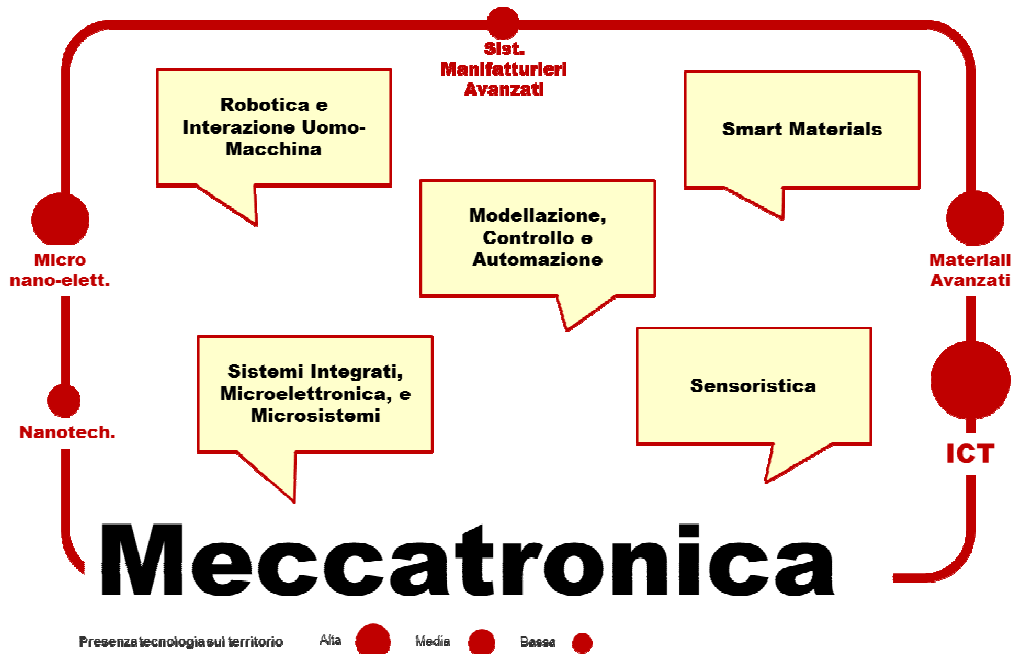 Sist.
Manifatturieri
Avanzati
Robotica e
Interazione Uomo-
Macchina
Smart Materials
Modellazione,
Controllo e
Automazione
Micro
nano-elett.
Materiali
Avanzati
Sistemi Integrati,
Microelettronica, e
Microsistemi
Sensoristica
Nanotech.
ICT
Meccatronica
Presenza tecnologia sul territorio Alta Media Bassa